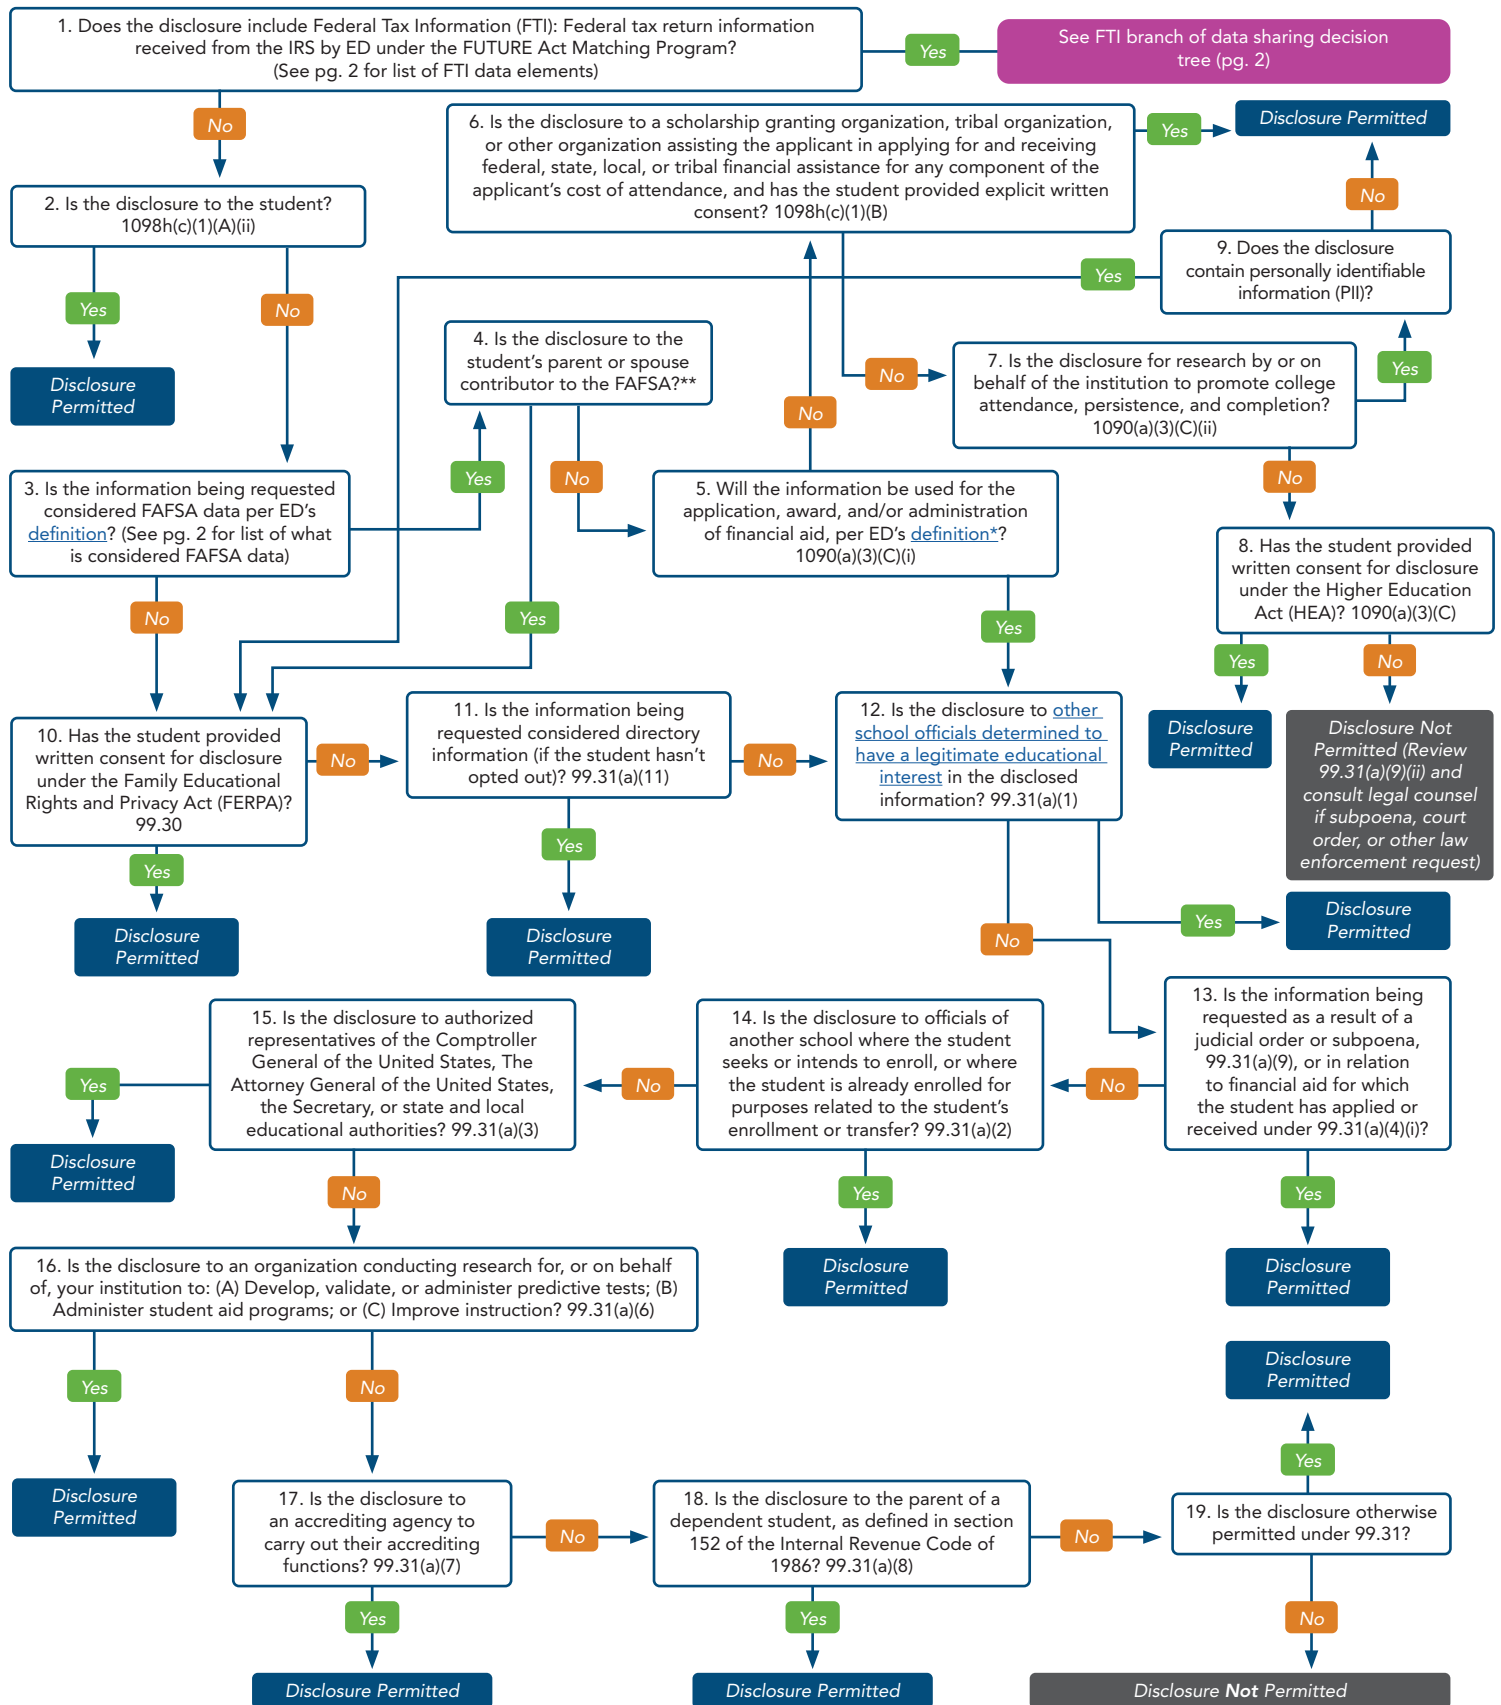 1. Does the disclosure include Federal Tax Information (FTI): Federal tax return information
received from the IRS by ED under the FUTURE Act Matching Program?
(See pg. 2 for list of FTI data elements)
Yes
See FTI branch of data sharing decision
tree (pg. 2)
No
2. Is the disclosure to the student?
1098h(c)(1)(A)(ii)
Yes
Disclosure
Permitted
No
3. Is the information being requested
considered FAFSA data per ED's
definition? (See pg. 2 for list of what
is considered FAFSA data)
Yes
No
4. Is the disclosure to the
student's parent or spouse
contributor to the FAFSA?**
No
Yes
5. Will the information be used for the
application, award, and/or administration
of financial aid, per ED's definition*?
1090(a)(3)(C)(i)
No
Yes
6. Is the disclosure to a scholarship granting organization, tribal organization,
or other organization assisting the applicant in applying for and receiving
federal, state, local, or tribal financial assistance for any component of the
applicant's cost of attendance, and has the student provided explicit written
consent? 1098h(c)(1)(B)
Yes
Disclosure Permitted
No
7. Is the disclosure for research by or on
behalf of the institution to promote college
attendance, persistence, and completion?
1090(a)(3)(C)(ii)
Yes
No
8. Has the student provided
written consent for disclosure
under the Higher Education
Act (HEA)? 1090(a)(3)(C)
Yes
Disclosure
Permitted
No
Disclosure Not
Permitted (Review
99.31(a)(9)(ii) and
consult legal counsel
if subpoena, court
order, or other law
enforcement request)
9. Does the disclosure
contain personally identifiable
information (PII)?
No
Yes
10. Has the student provided
written consent for disclosure
under the Family Educational
Rights and Privacy Act (FERPA)?
99.30
Yes
Disclosure
Permitted
No
11. Is the information being
requested considered directory
information (if the student hasn't
opted out)? 99.31(a)(11)
Yes
Disclosure
Permitted
No
12. Is the disclosure to other
school officials determined to
have a legitimate educational
interest in the disclosed
information? 99.31(a)(1)
Yes
Disclosure
Permitted
No
13. Is the information being
requested as a result of a
judicial order or subpoena,
99.31(a)(9), or in relation
to financial aid for which
the student has applied or
received under 99.31(a)(4)(i)?
Yes
Disclosure
Permitted
No
14. Is the disclosure to officials of
another school where the student
seeks or intends to enroll, or where
the student is already enrolled for
purposes related to the student's
enrollment or transfer? 99.31(a)(2)
Yes
Disclosure
Permitted
No
15. Is the disclosure to authorized
representatives of the Comptroller
General of the United States, The
Attorney General of the United States,
the Secretary, or state and local
educational authorities? 99.31(a)(3)
Yes
Disclosure
Permitted
No
16. Is the disclosure to an organization conducting research for, or on behalf
of, your institution to: (A) Develop, validate, or administer predictive tests; (B)
Administer student aid programs; or (C) Improve instruction? 99.31(a)(6)
Yes
Disclosure
Permitted
No
17. Is the disclosure to
an accrediting agency to
carry out their accrediting
functions? 99.31(a)(7)
Yes
Disclosure Permitted
No
18. Is the disclosure to the parent of a
dependent student, as defined in section
152 of the Internal Revenue Code of
1986? 99.31(a)(8)
Yes
Disclosure Permitted
No
19. Is the disclosure otherwise
permitted under 99.31?
Yes
Disclosure
Permitted
No
Disclosure Not Permitted